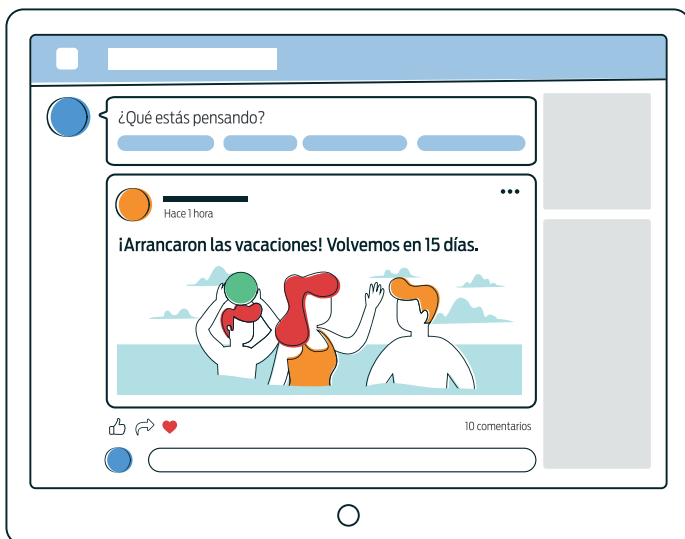 ¿Qué estás pensando?
Hace 1 hora
¡Arrancaron las vacaciones! Volvemos en 15 días.
10 comentarios